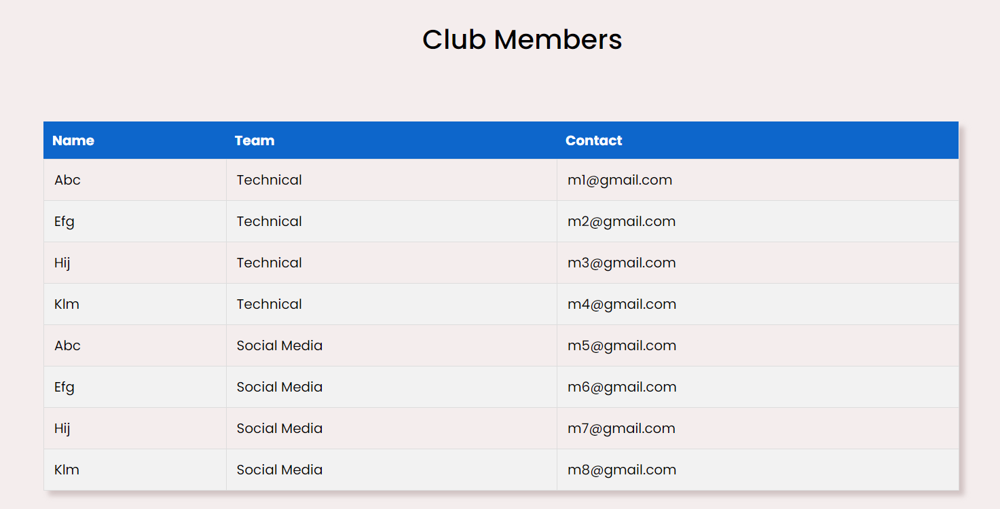 Club Members
Name Team Contact
Abc Technical m1@gmail.com
Efg Technical m2@gmail.com
Hij Technical m3@gmail.com
Klm Technical m4@gmail.com
Abc Social Media m5@gmail.com
Efg Social Media m6@gmail.com
Hij Social Media m7@gmail.com
Klm Social Media m8@gmail.com